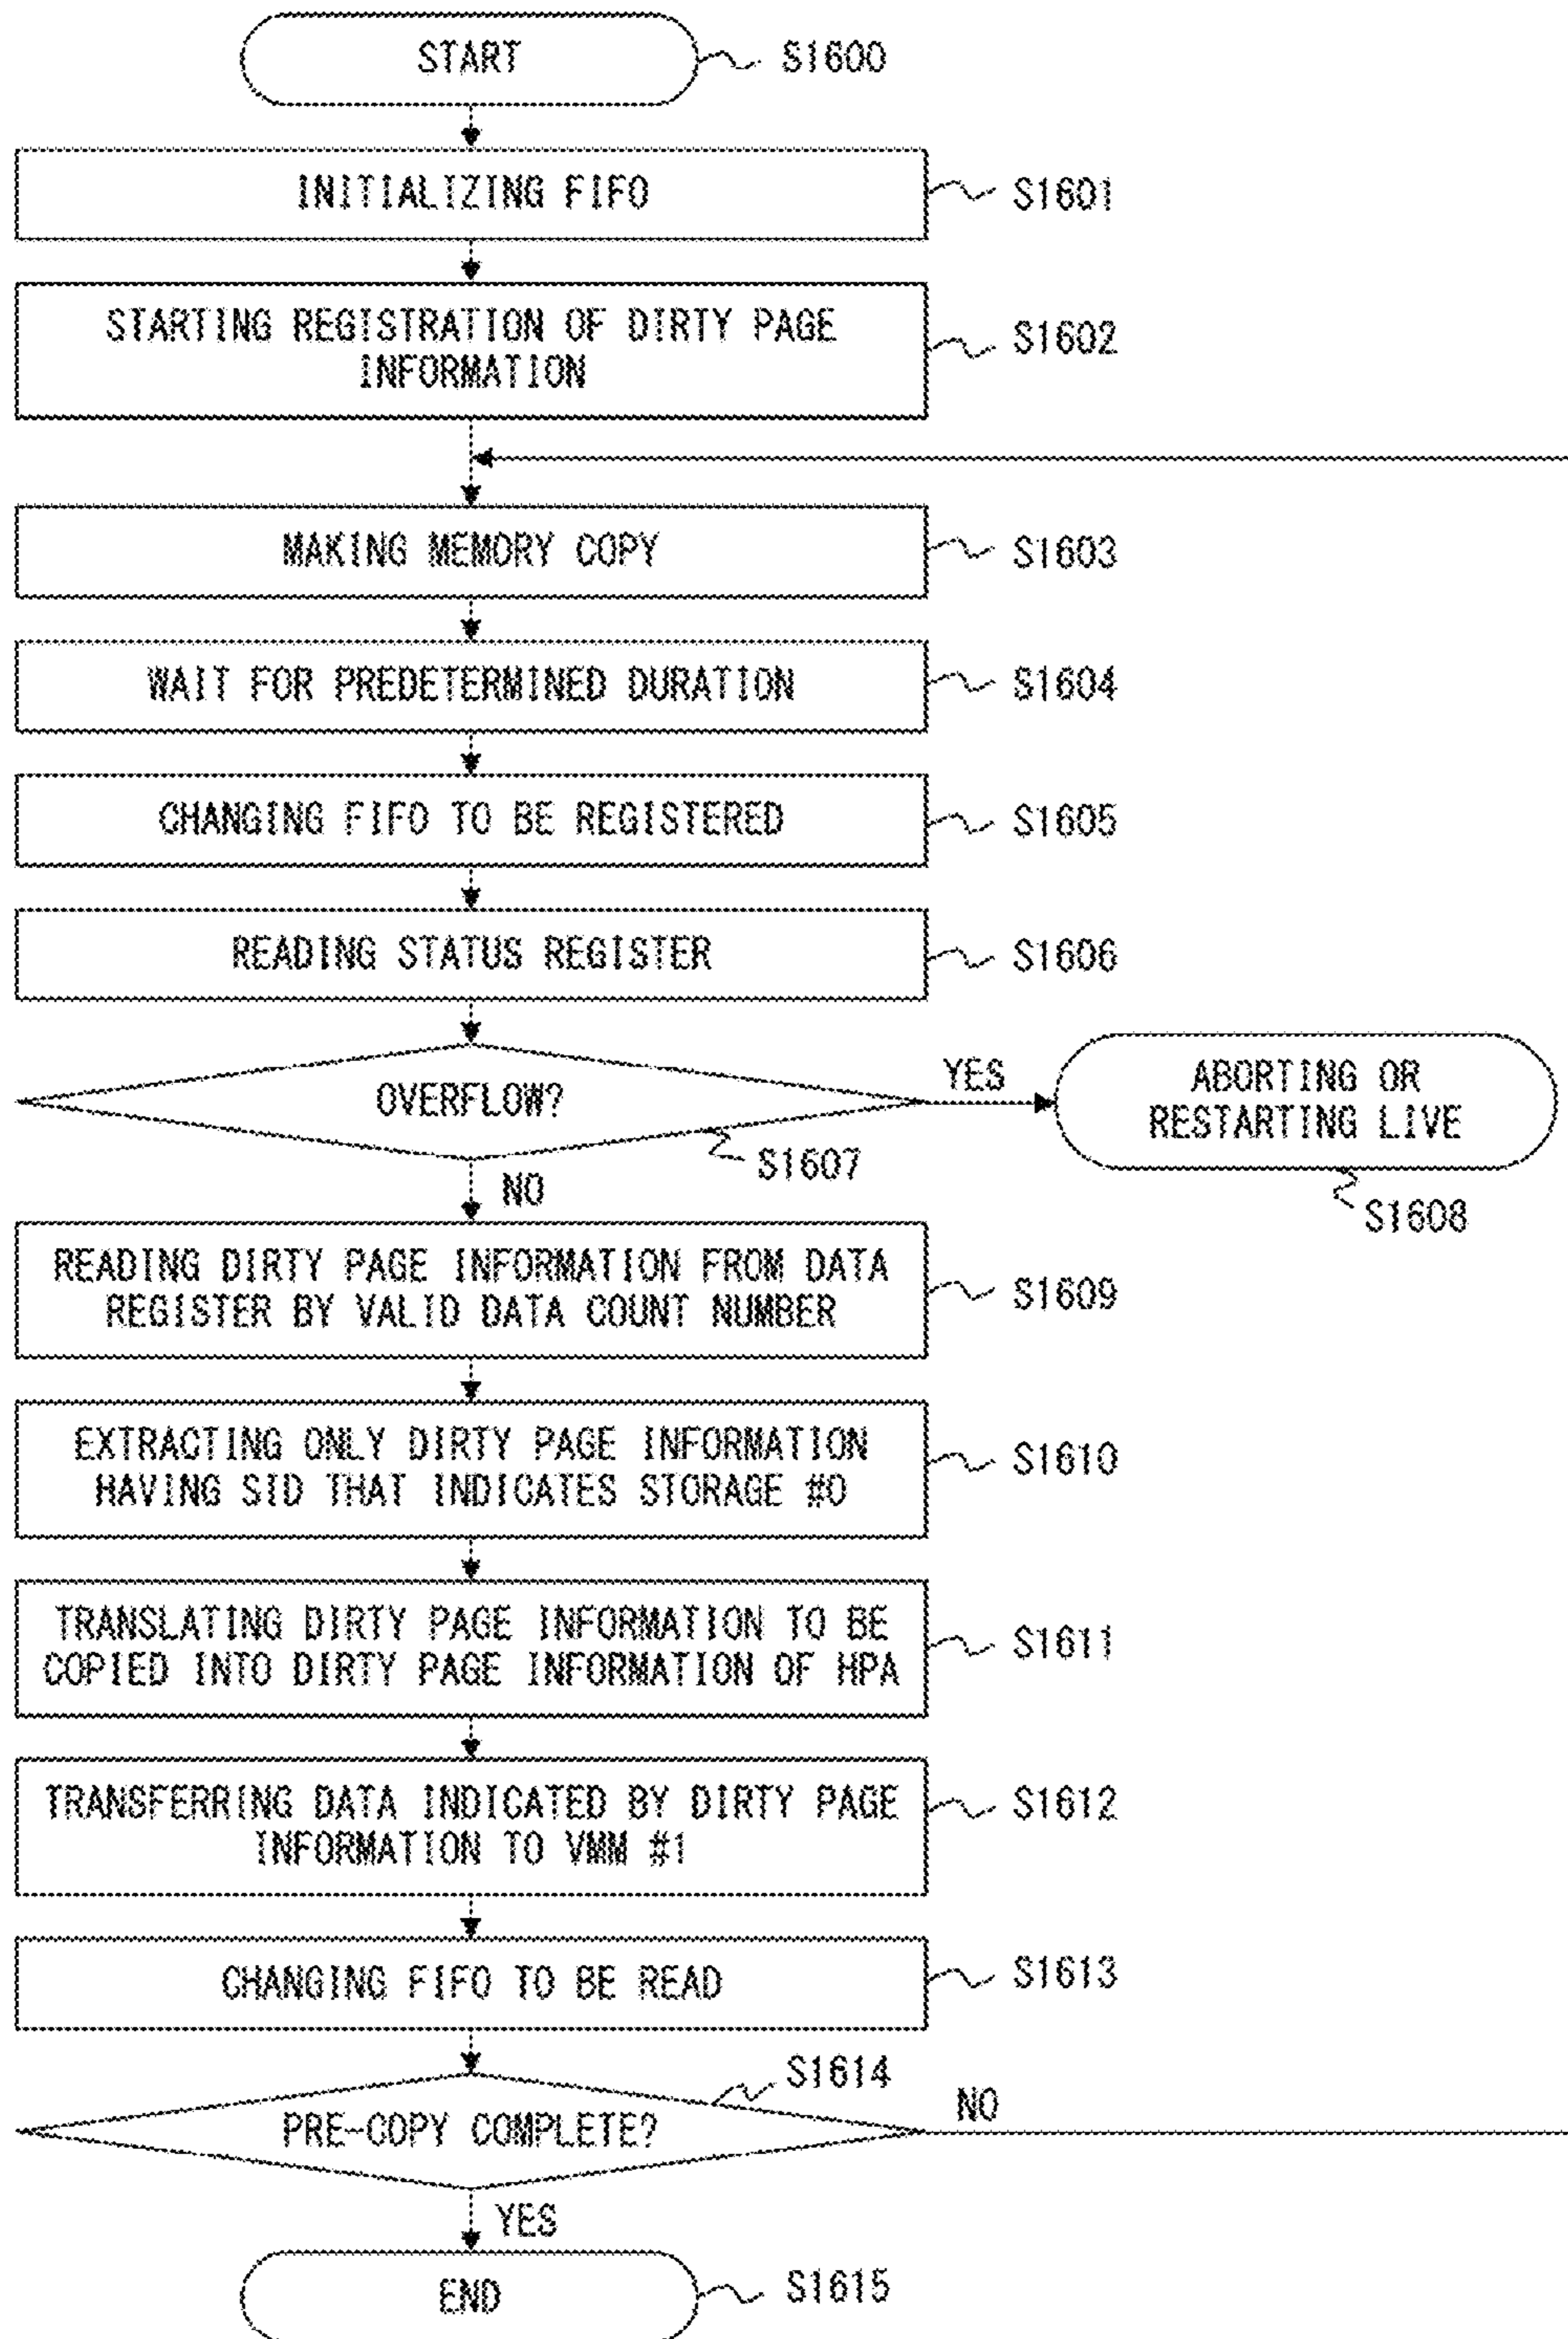 START
S1600
INITIALIZING FIFO
S1601
STARTING REGISTRATION OF DIRTY PAGE
INFORMATION
S1602
MAKING MEMORY COPY
S1603
WAIT FOR PREDETERMINED DURATION
S1604
CHANGING FIFO TO BE REGISTERED
S1605
READING STATUS REGISTER
S1606
OVERFLOW?
S1607
YES
ABORTING OR
RESTARTING LIVE
S1608
NO
READING DIRTY PAGE INFORMATION FROM DATA
REGISTER BY VALID DATA COUNT NUMBER
S1609
EXTRACTING ONLY DIRTY PAGE INFORMATION
HAVING SID THAT INDICATES STORAGE #0
S1610
TRANSLATING DIRTY PAGE INFORMATION TO BE
COPIED INTO DIRTY PAGE INFORMATION OF HPA
S1611
TRANSFERRING DATA INDICATED BY DIRTY PAGE
INFORMATION TO VMM #1
S1612
CHANGING FIFO TO BE READ
S1613
PRE-COPY COMPLETE?
S1614
NO
YES
END
S1615